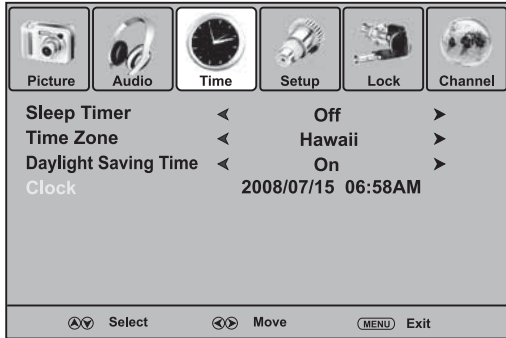 Picture Audio Time Setup Lock Channel
Sleep Timer Off
Time Zone Hawaii
Daylight Saving Time On
Clock 2008/07/15 06:58AM
Select Move MENU Exit